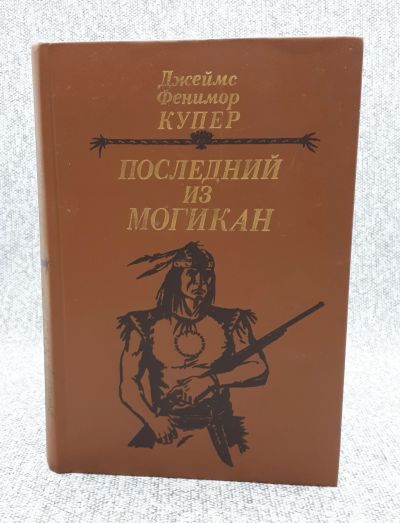 Джеймс
Фенимор
КУПЕР
ПОСЛЕДНИЙ
ИЗ
МОГИКАН